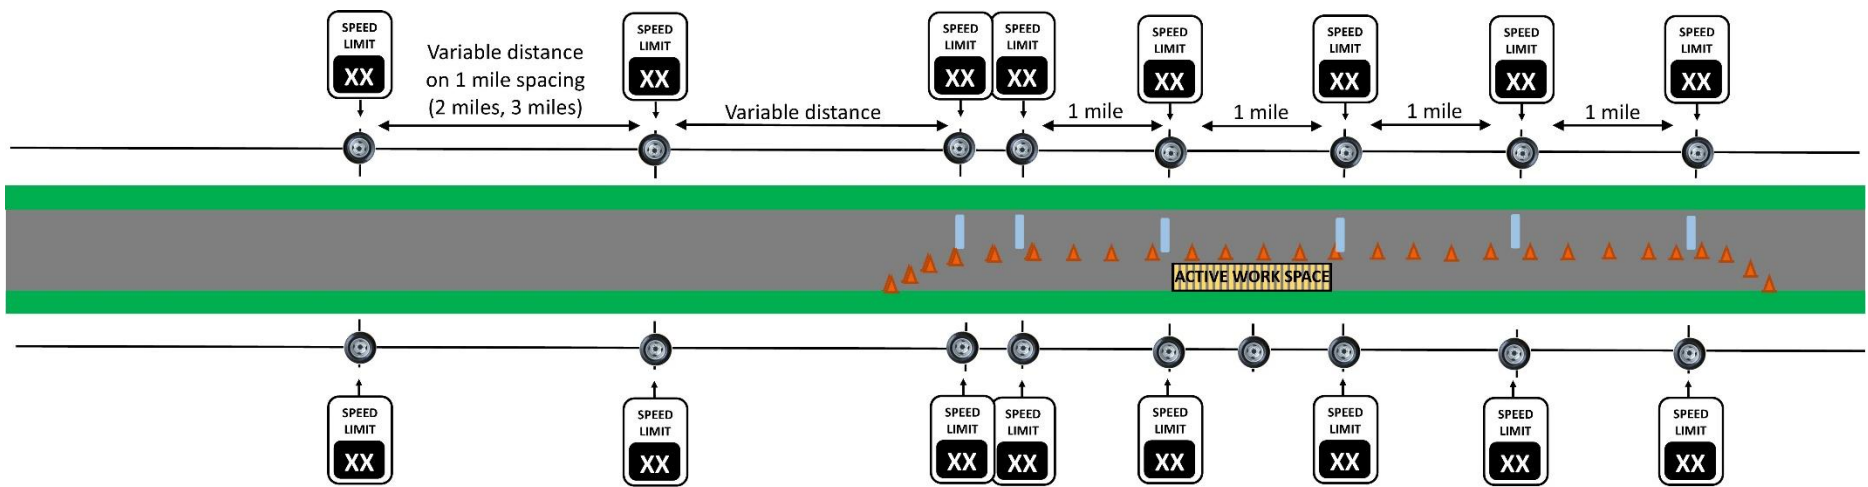 SPEED
LIMIT
XX
Variable distance
on 1 mile spacing
(2 miles, 3 miles)
SPEED
LIMIT
XX
Variable distance
SPEED
LIMIT
XX
SPEED
LIMIT
XX
1 mile
SPEED
LIMIT
XX
1 mile
SPEED
LIMIT
XX
1 mile
SPEED
LIMIT
XX
1 mile
SPEED
LIMIT
XX
ACTIVE WORK SPACE
SPEED
LIMIT
XX
SPEED
LIMIT
XX
SPEED
LIMIT
XX
SPEED
LIMIT
XX
SPEED
LIMIT
XX
SPEED
LIMIT
XX
SPEED
LIMIT
XX
SPEED
LIMIT
XX